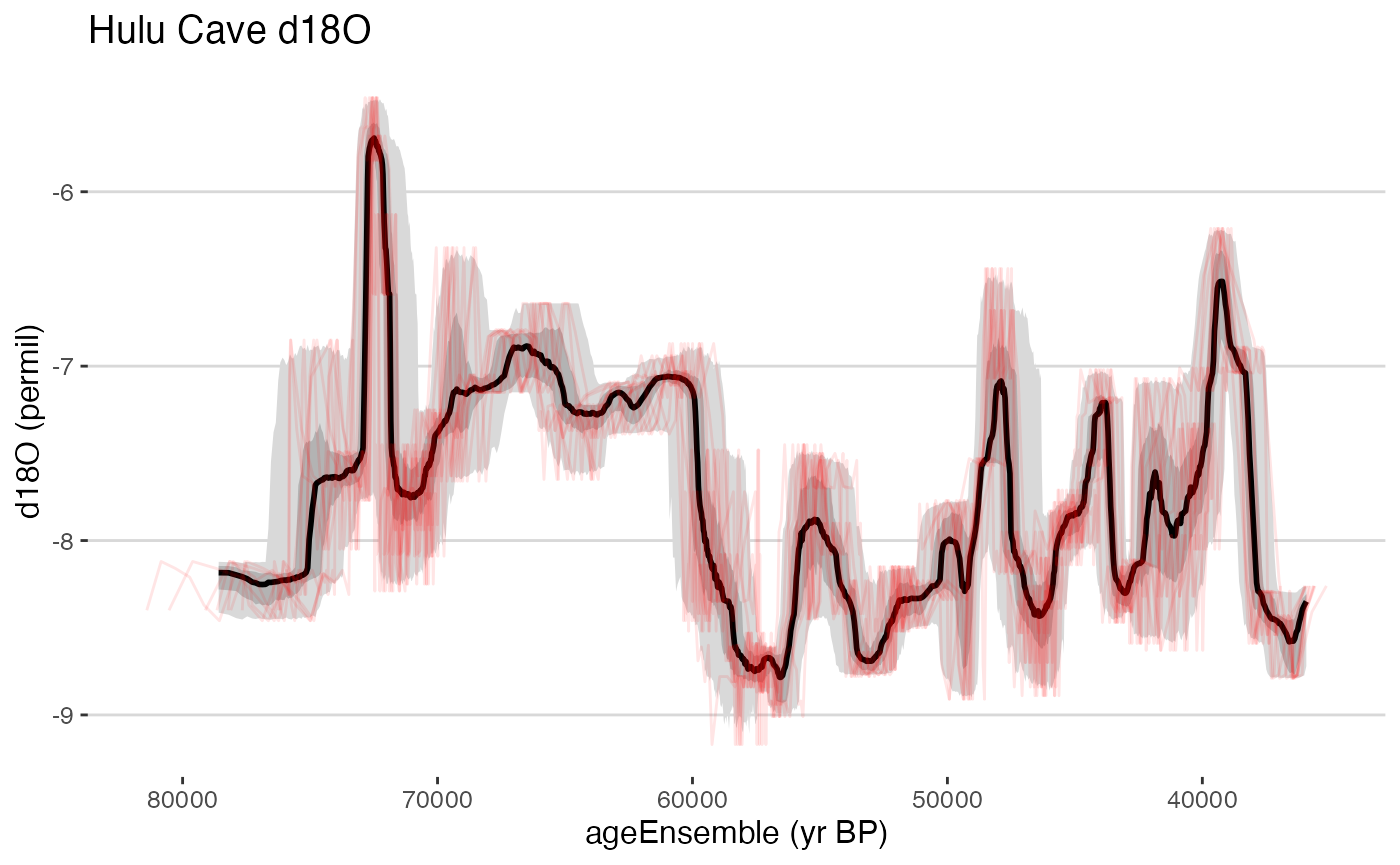 Hulu Cave d18O
d18O (permil)
-6
-7
-8
-9
80000 70000 60000 50000 40000
ageEnsemble (yr BP)